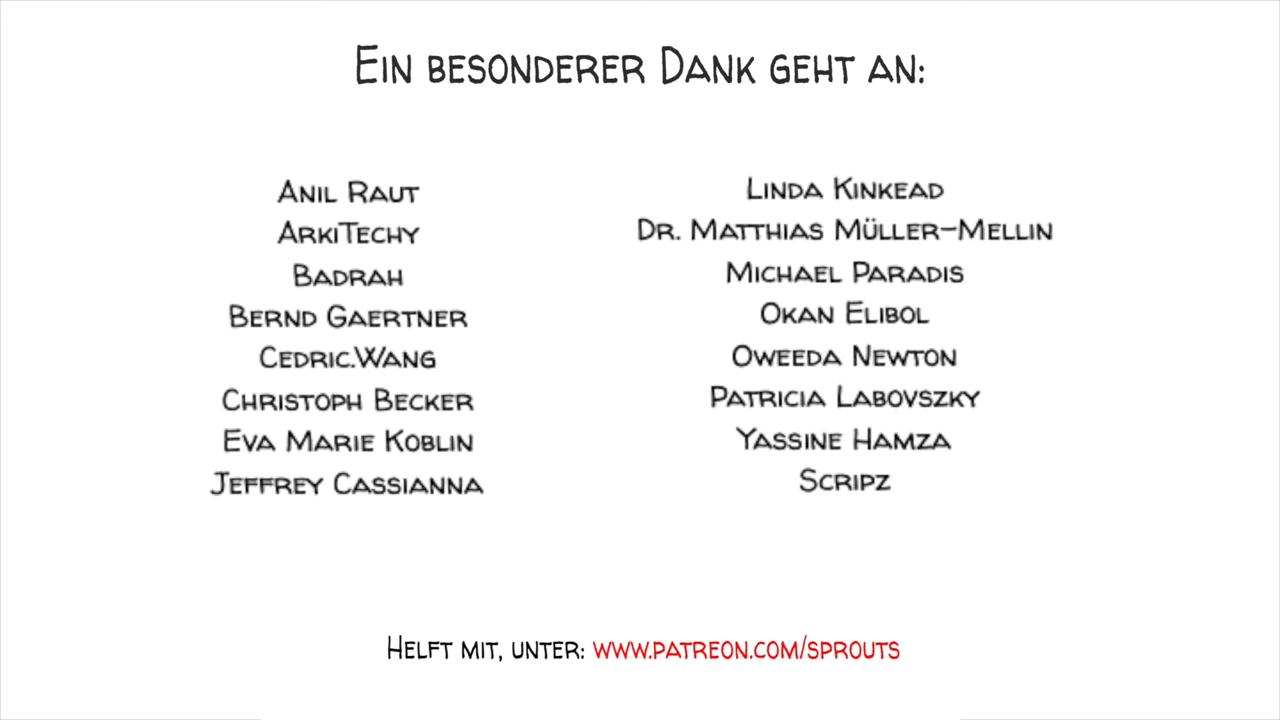 Ein besonderer Dank geht an:
Anil Raut
ArkiTechy
Badrah
Bernd Gaertner
Cedric.Wang
Christoph Becker
Eva Marie Koblin
Jeffrey Cassianna
Linda Kinkead
Dr. Matthias Müller-Mellin
Michael Paradis
Okan Elibol
Oweeda Newton
Patricia Labovszky
Yassine Hamza
Scripz
Helft mit, unter: www.patreon.com/sprouts